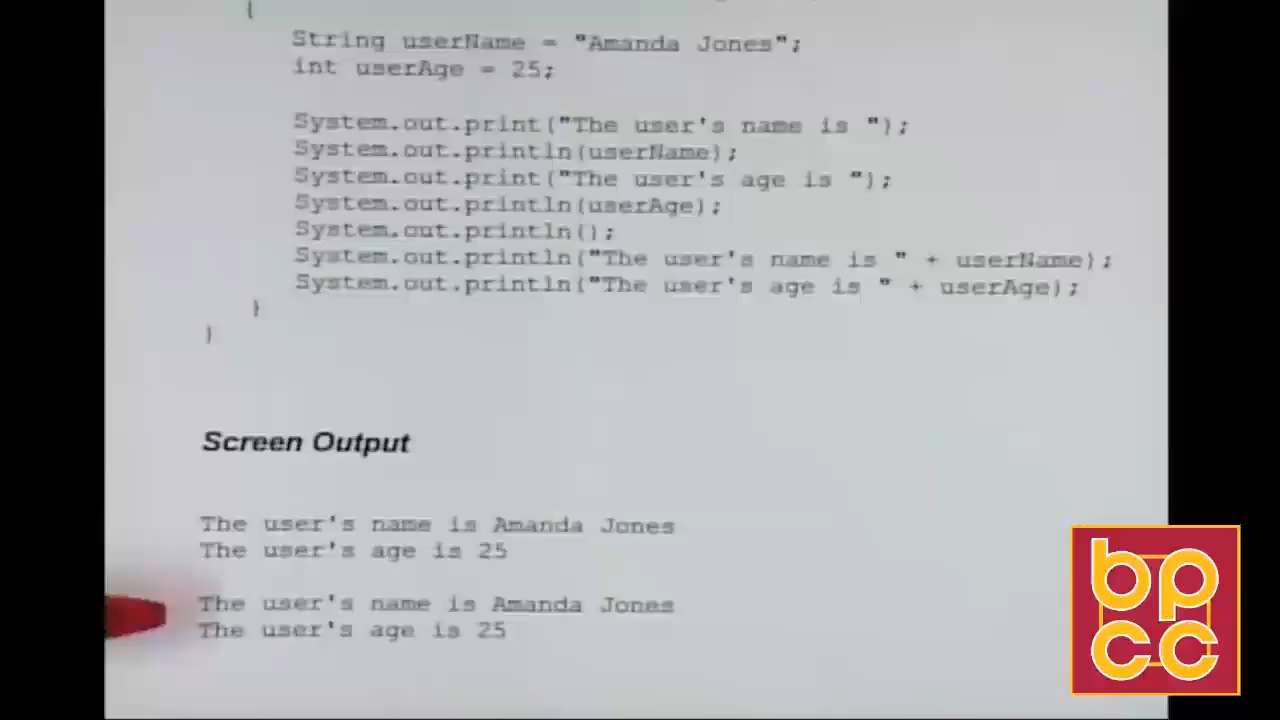 {
String userName = "Amanda Jones";
int userAge = 25;
System.out.print("The user's name is ");
System.out.println(userName);
System.out.print("The user's age is ");
System.out.println(userAge);
System.out.println();
System.out.println("The user's name is " + userName);
System.out.println("The user's age is " + userAge);
}
}
Screen Output
The user's name is Amanda Jones
The user's age is 25
The user's name is Amanda Jones
The user's age is 25
bpcc